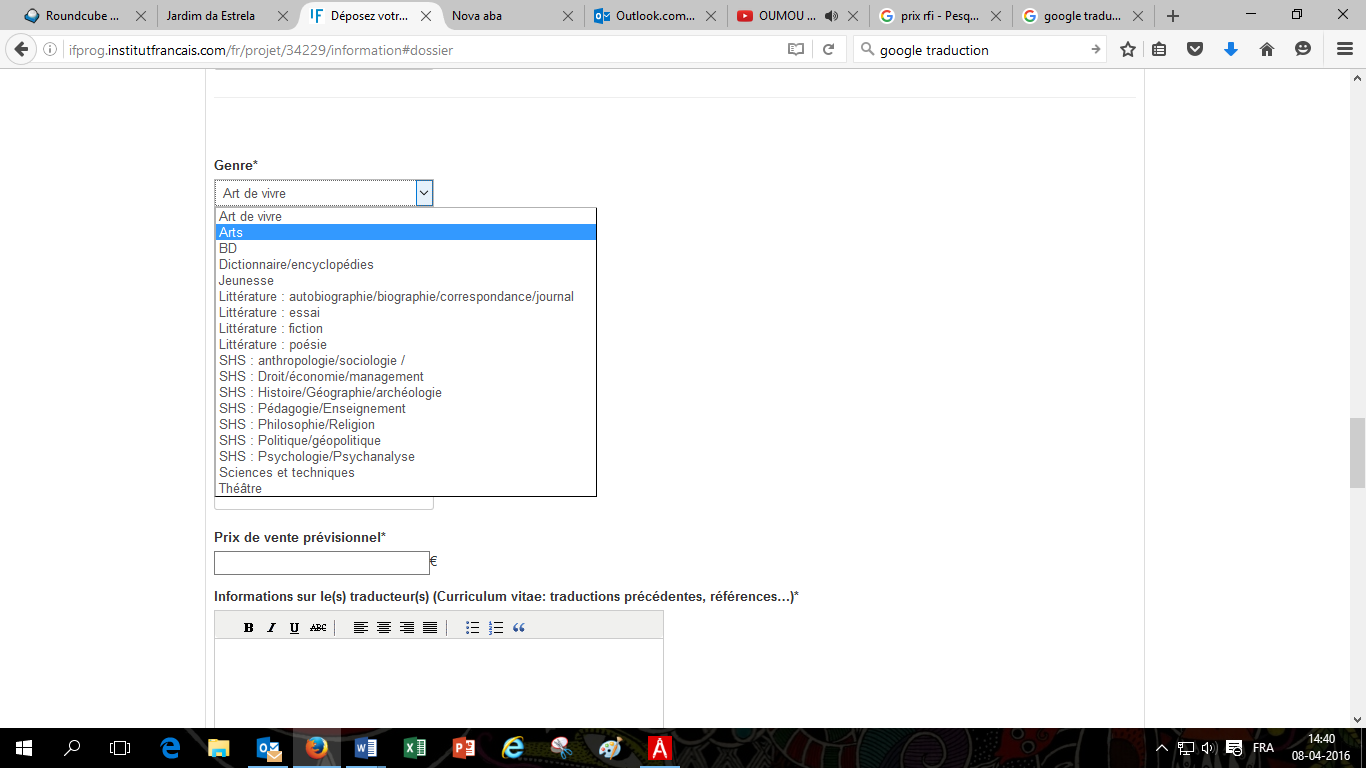 Roundcube ...
Jardim da Estrela
Déposez votr...
Nova aba
Outlook.com...
OUMOU ...
prix rfi - Pesq...
google tradu...
ifprog.institutfrancais.com/fr/projet/34229/information#dossier
google traduction
Genre*
Art de vivre
Art de vivre
Arts
BD
Dictionnaire/encyclopédies
Jeunesse
Littérature : autobiographie/biographie/correspondance/journal
Littérature : essai
Littérature : fiction
Littérature : poésie
SHS : anthropologie/sociologie /
SHS : Droit/économie/management
SHS : Histoire/Géographie/archéologie
SHS : Pédagogie/Enseignement
SHS : Philosophie/Religion
SHS : Politique/géopolitique
SHS : Psychologie/Psychanalyse
Sciences et techniques
Théâtre
Prix de vente prévisionnel*
€
Informations sur le(s) traducteur(s) (Curriculum vitae: traductions précédentes, références...)*
B I U ABC
FRA
14:40
08-04-2016